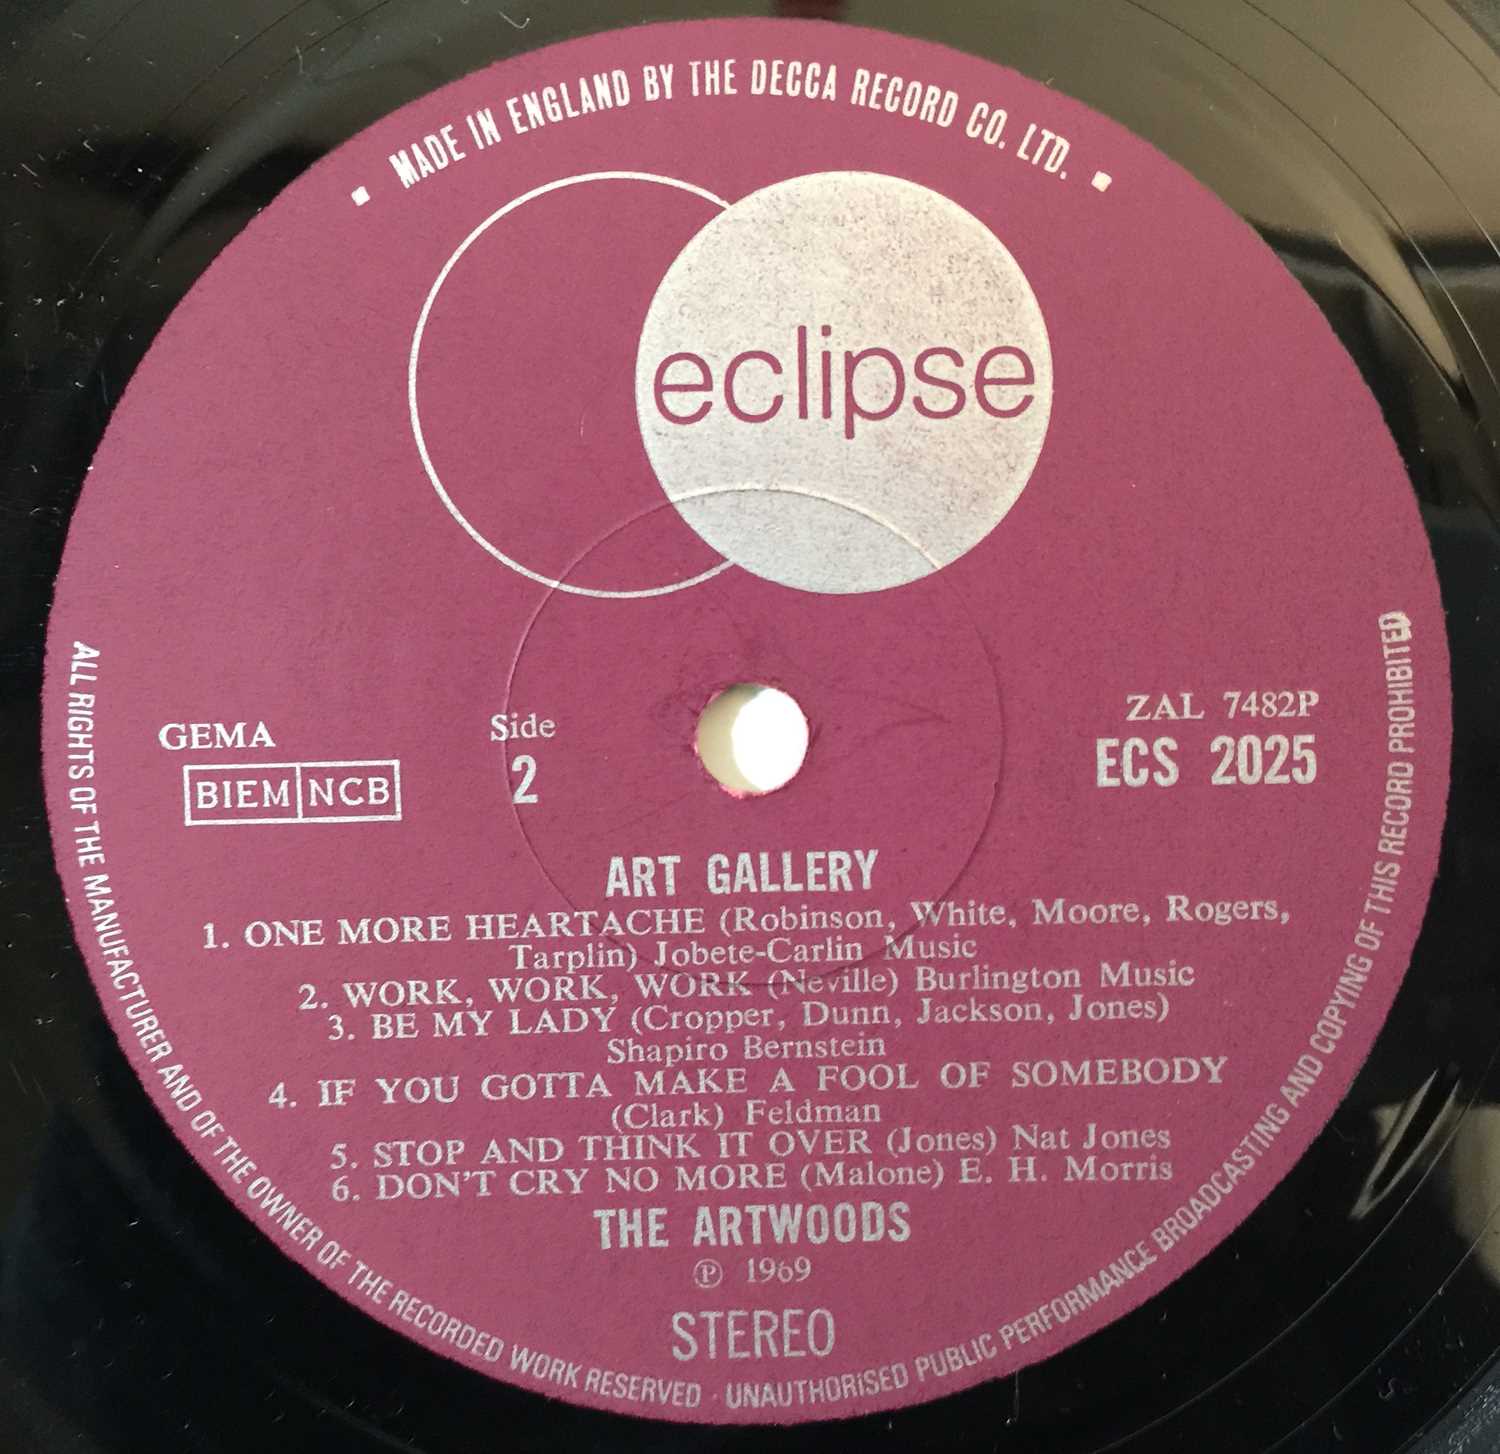 MADE IN ENGLAND BY THE DECCA RECORD CO. LTD.
eclipse
GEMA
BIEM NCB
Side
2
ZAL 7482P
ECS 2025
ART GALLERY
1. ONE MORE HEARTACHE (Robinson, White, Moore, Rogers,
Tarplin) Jobete-Carlin Music
2. WORK, WORK, WORK (Neville) Burlington Music
3. BE MY LADY (Cropper, Dunn, Jackson, Jones)
Shapiro Bernstein
4. IF YOU GOTTA MAKE A FOOL OF SOMEBODY
(Clark) Feldman
5. STOP AND THINK IT OVER (Jones) Nat Jones
6. DON'T CRY NO MORE (Malone) E. H. Morris
THE ARTWOODS
℗ 1969
STEREO
ALL RIGHTS OF THE MANUFACTURER AND OF THE OWNER OF THE RECORDED WORK RESERVED · UNAUTHORISED PUBLIC PERFORMANCE BROADCASTING AND COPYING OF THIS RECORD PROHIBITED